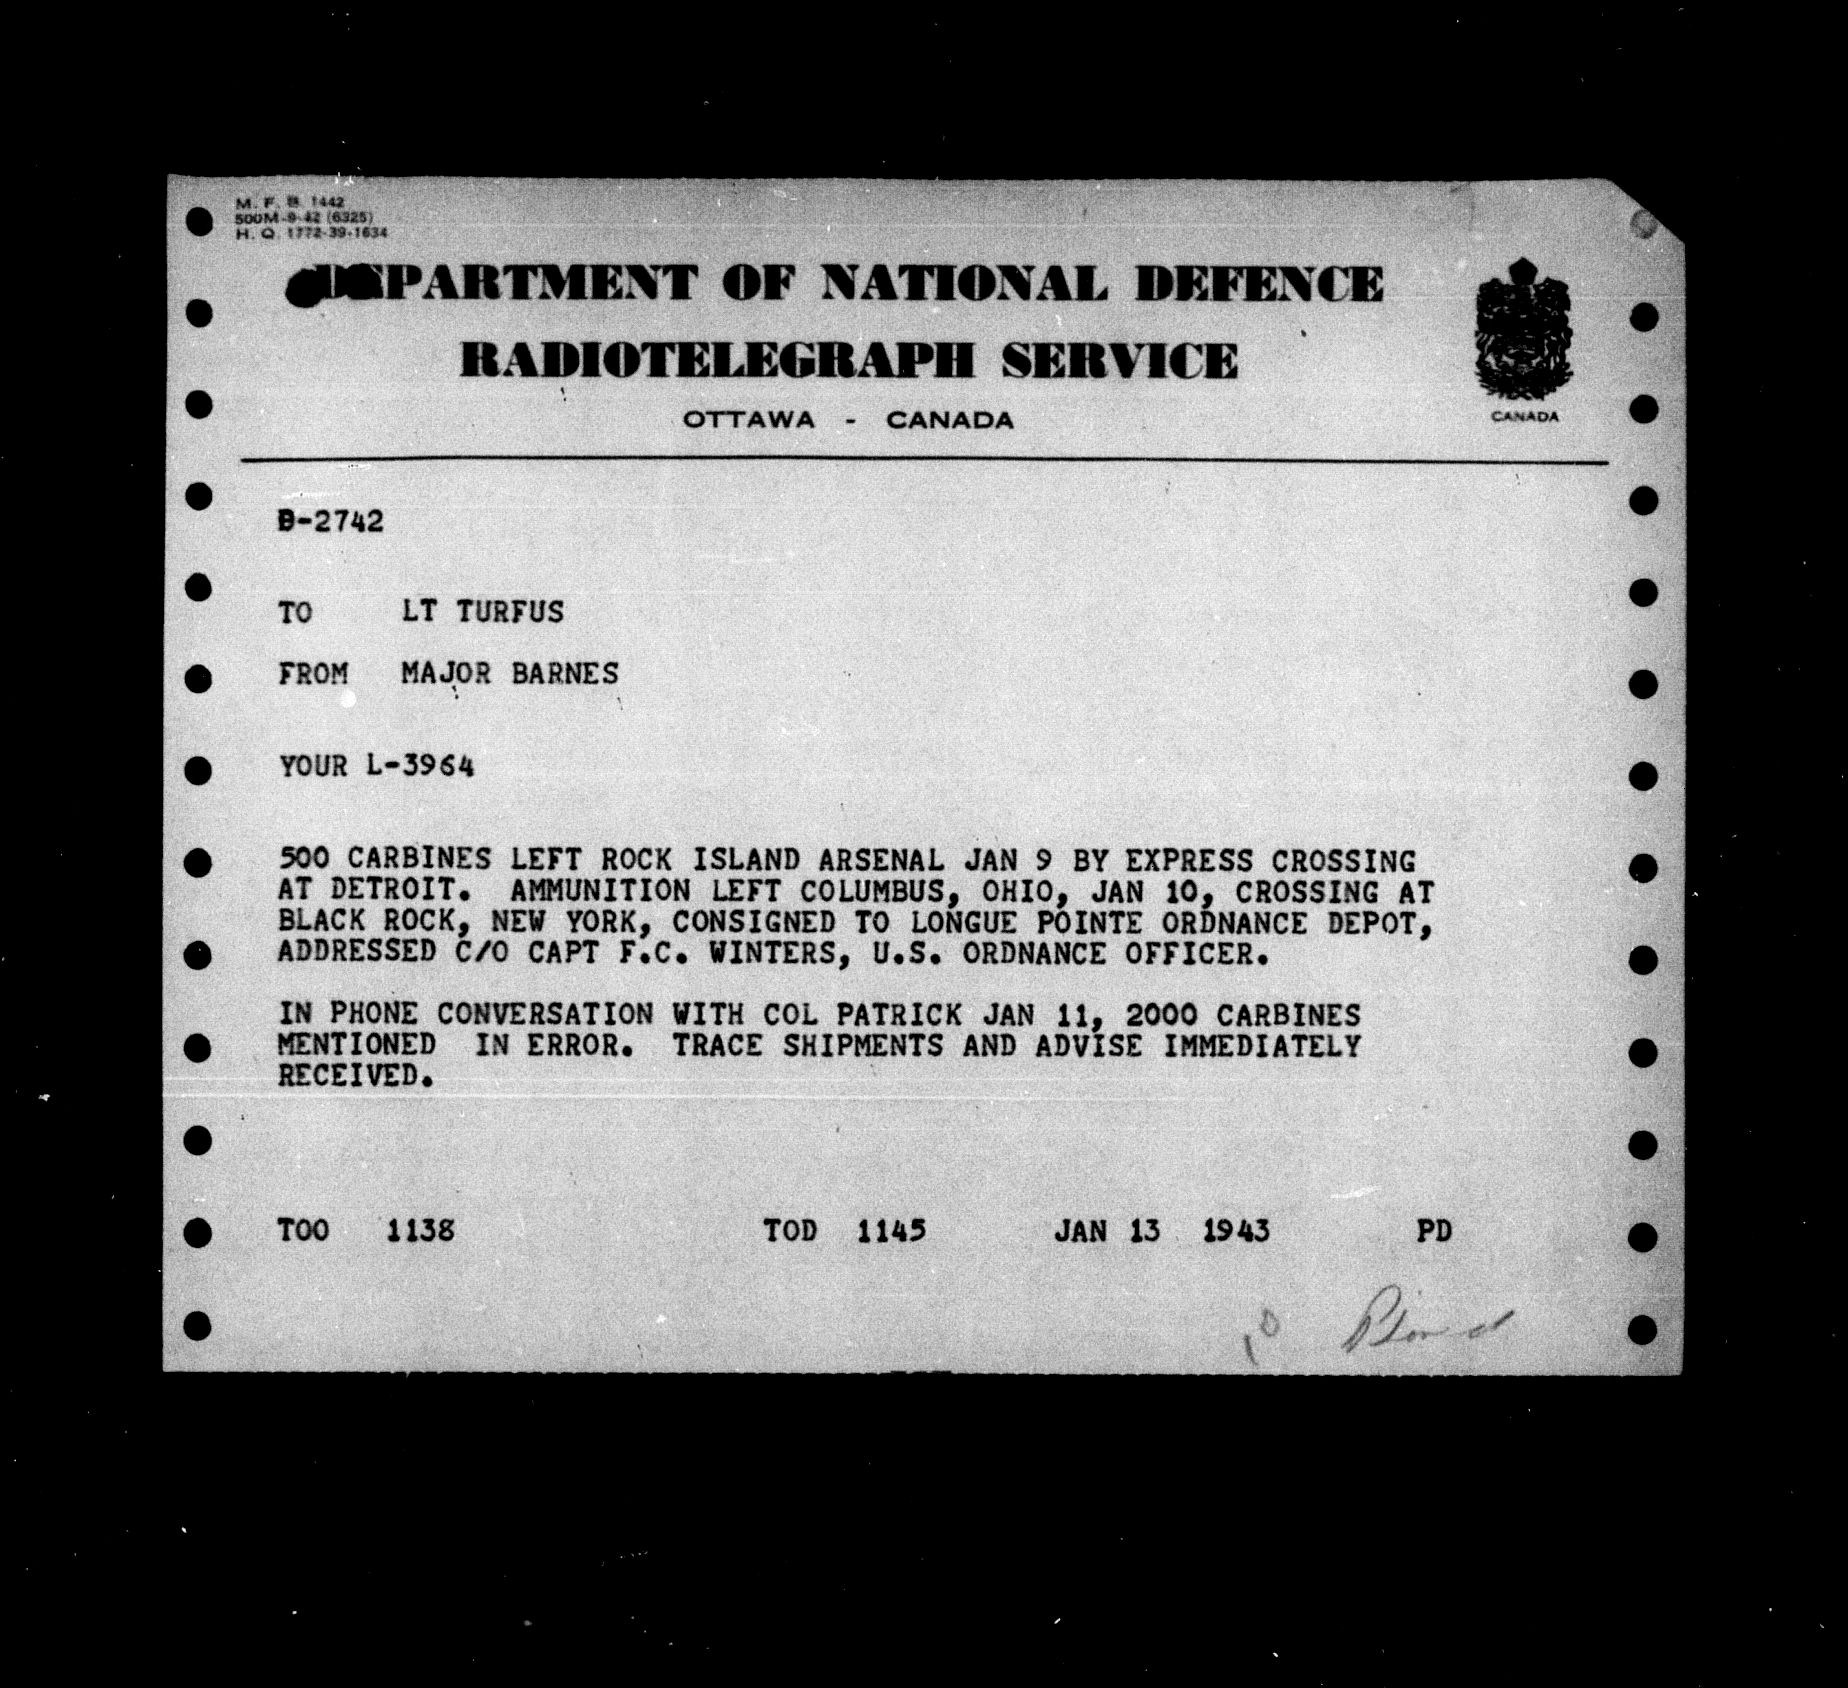 M. F. B. 1442
500M-9-42 (6325)
H. Q. 1772-39-1634
DEPARTMENT OF NATIONAL DEFENCE
RADIOTELEGRAPH SERVICE
OTTAWA - CANADA
CANADA
B-2742
TO LT TURFUS
FROM MAJOR BARNES
YOUR L-3964
500 CARBINES LEFT ROCK ISLAND ARSENAL JAN 9 BY EXPRESS CROSSING
AT DETROIT. AMMUNITION LEFT COLUMBUS, OHIO, JAN 10, CROSSING AT
BLACK ROCK, NEW YORK, CONSIGNED TO LONGUE POINTE ORDNANCE DEPOT,
ADDRESSED C/O CAPT F.C. WINTERS, U.S. ORDNANCE OFFICER.
IN PHONE CONVERSATION WITH COL PATRICK JAN 11, 2000 CARBINES
MENTIONED IN ERROR. TRACE SHIPMENTS AND ADVISE IMMEDIATELY
RECEIVED.
TOO 1138 TOD 1145 JAN 13 1943 PD